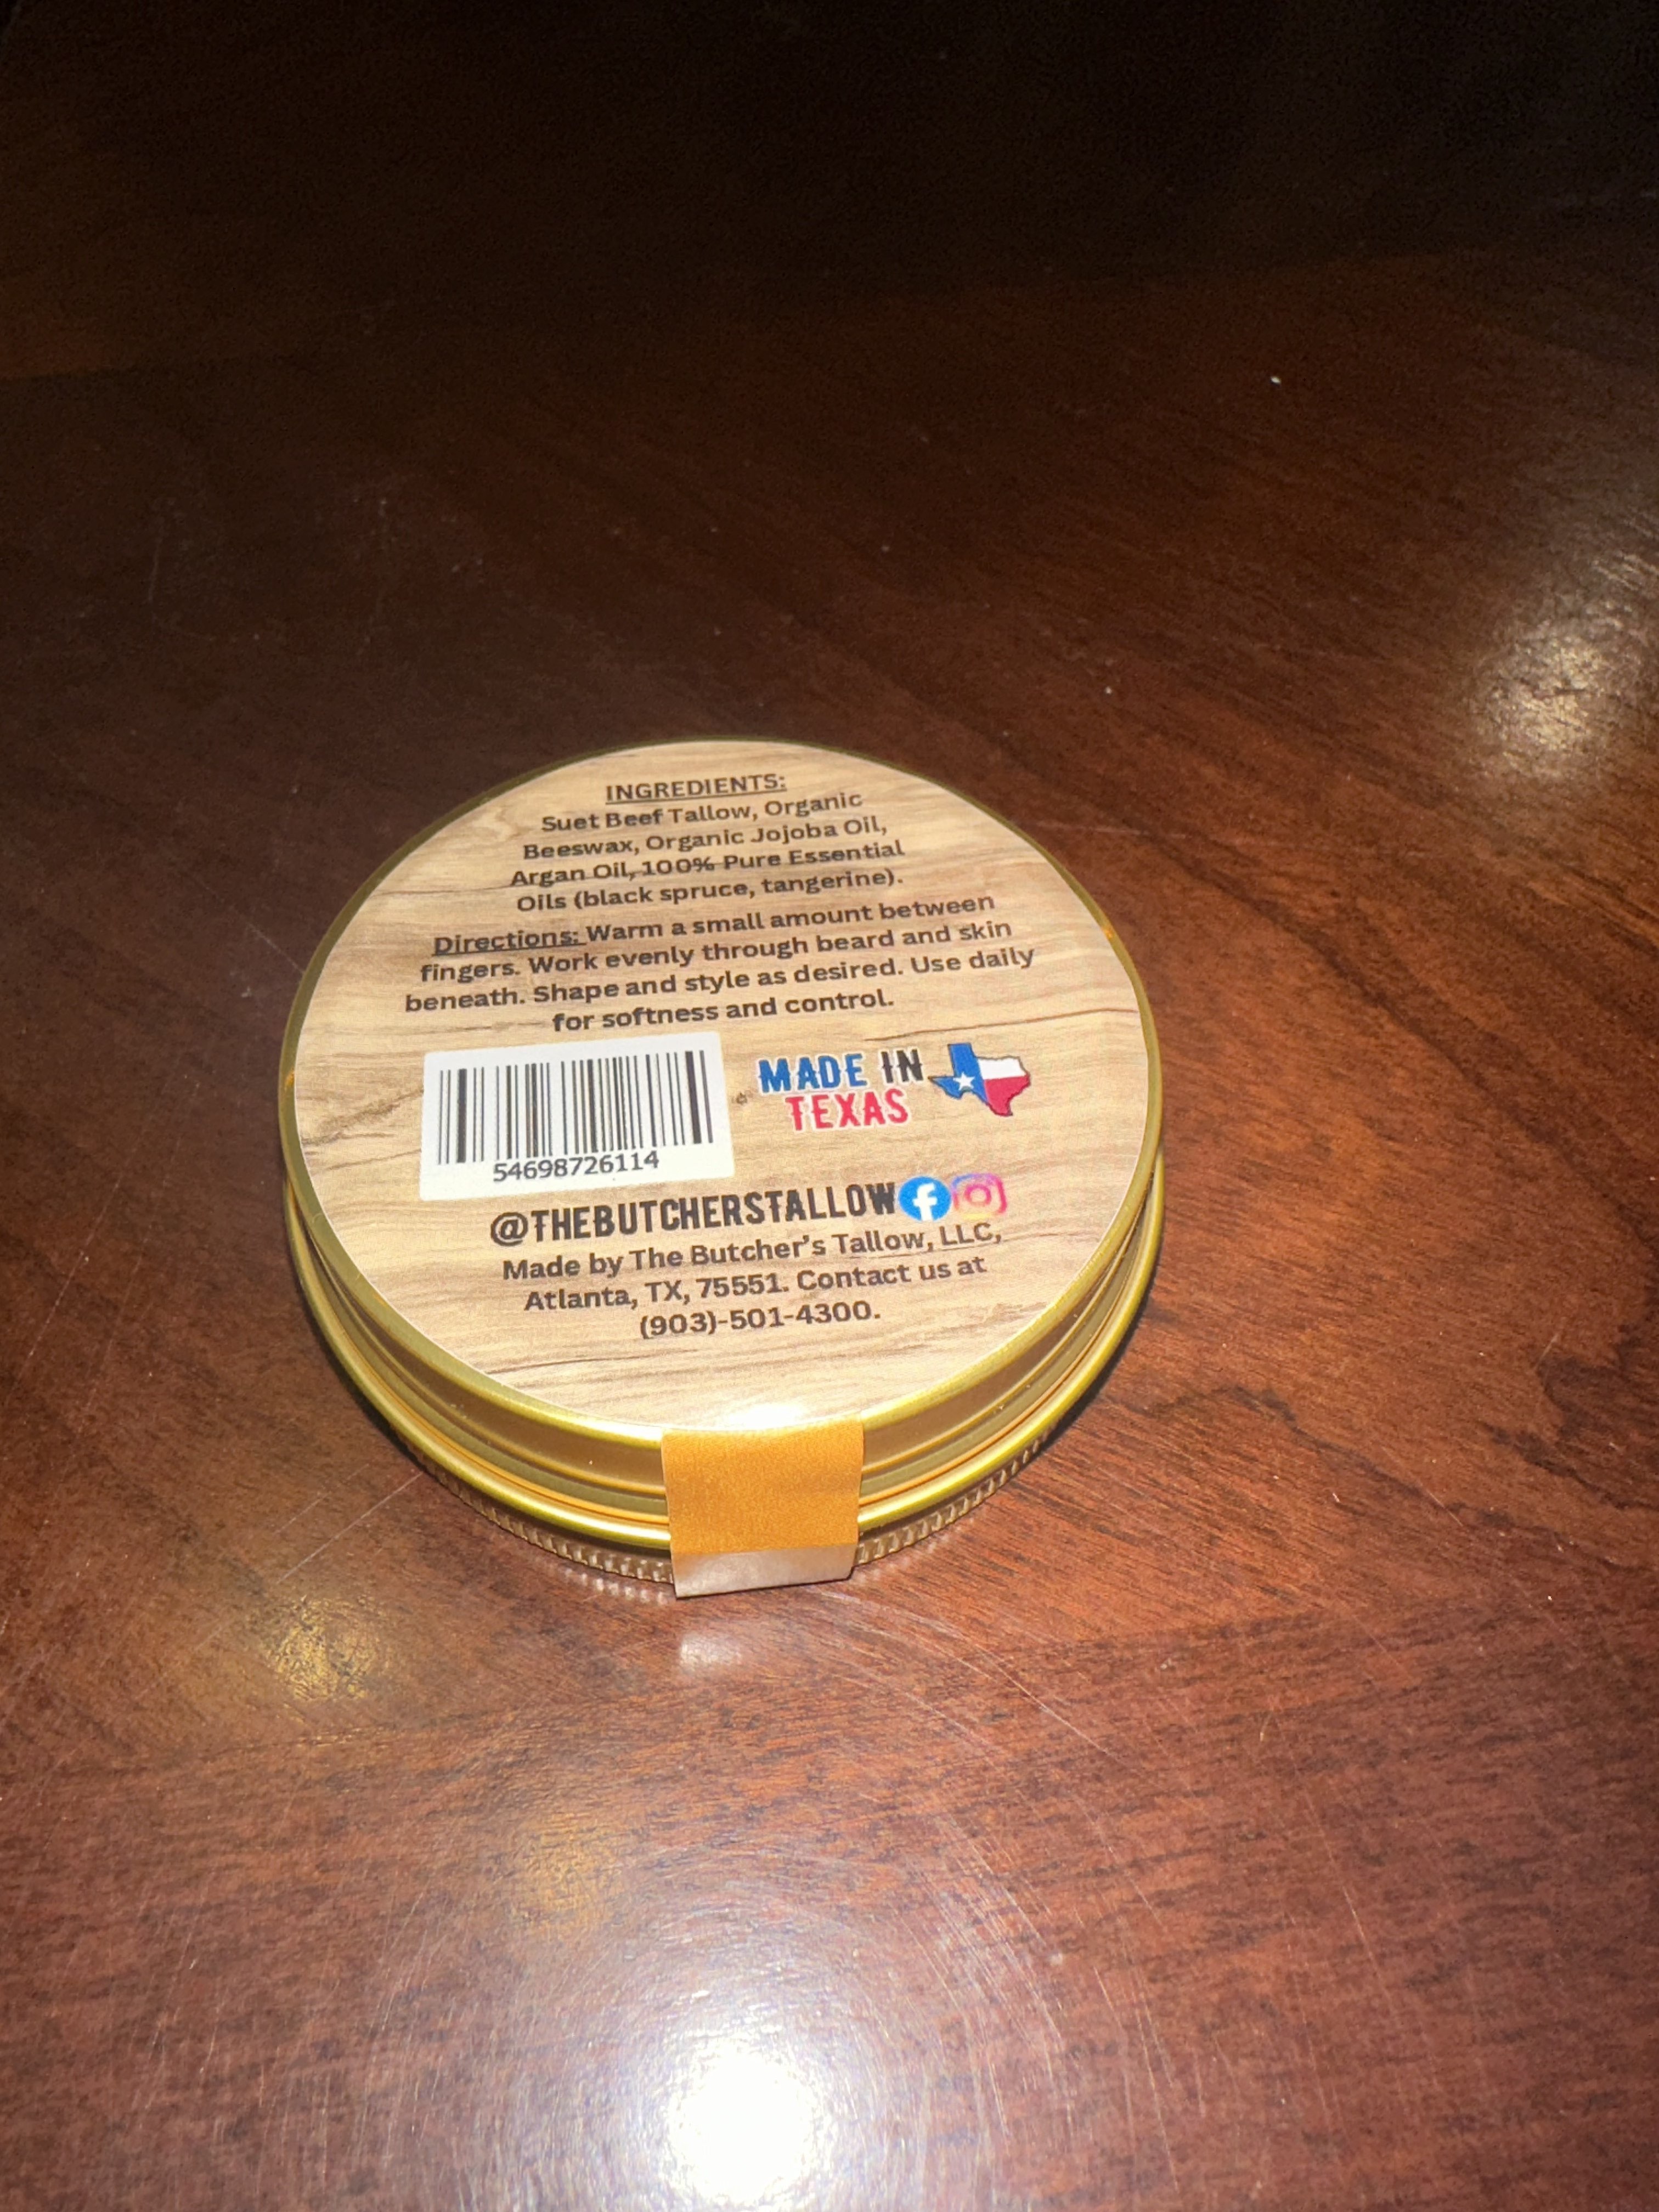 INGREDIENTS:
Suet Beef Tallow, Organic
Beeswax, Organic Jojoba Oil,
Argan Oil, 100% Pure Essential
Oils (black spruce, tangerine).
Directions: Warm a small amount between
fingers. Work evenly through beard and skin
beneath. Shape and style as desired. Use daily
for softness and control.
54698726114
MADE IN
TEXAS
@THEBUTCHERSTALLOW
Made by The Butcher's Tallow, LLC,
Atlanta, TX, 75551. Contact us at
(903)-501-4300.